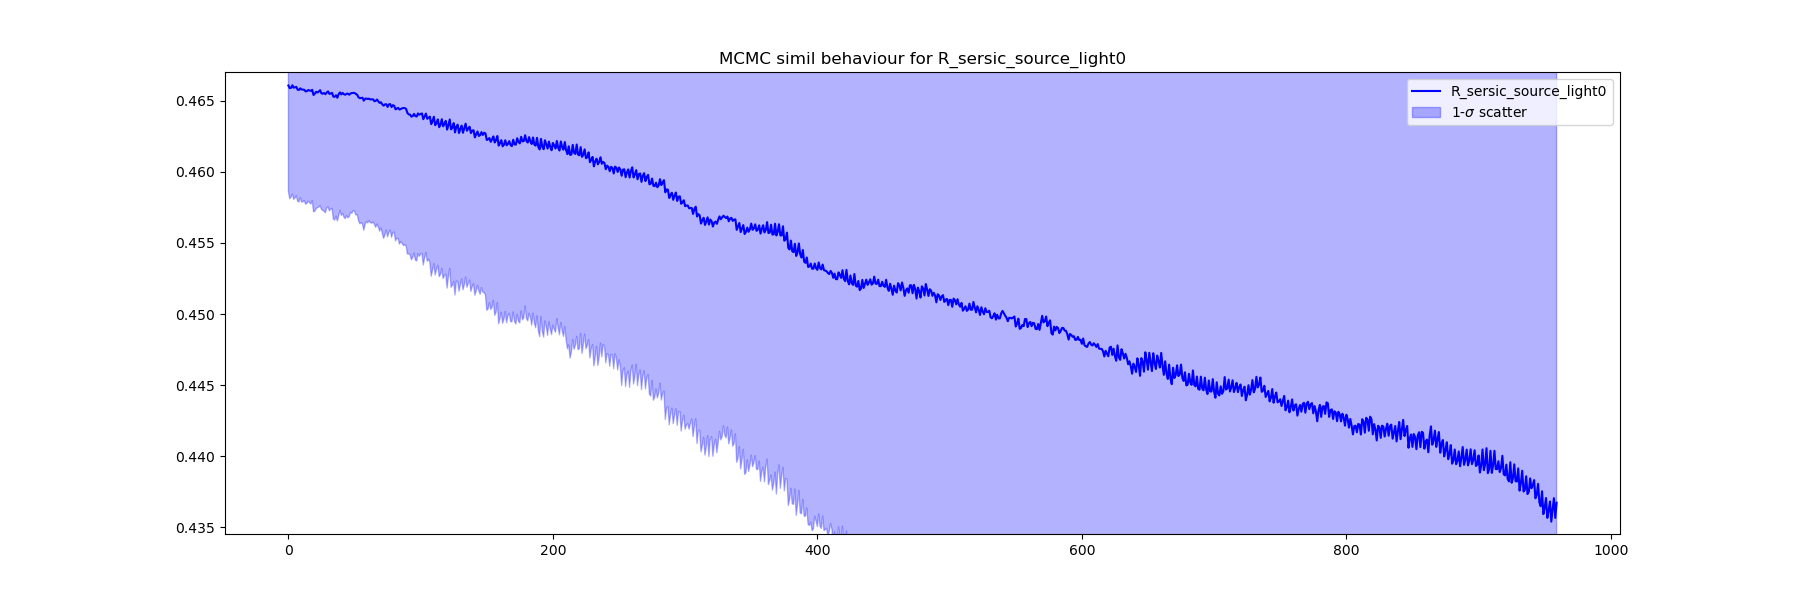 MCMC simil behaviour for R_sersic_source_light0
R_sersic_source_light0
1-σ scatter
0.465
0.460
0.455
0.450
0.445
0.440
0.435
0 200 400 600 800 1000